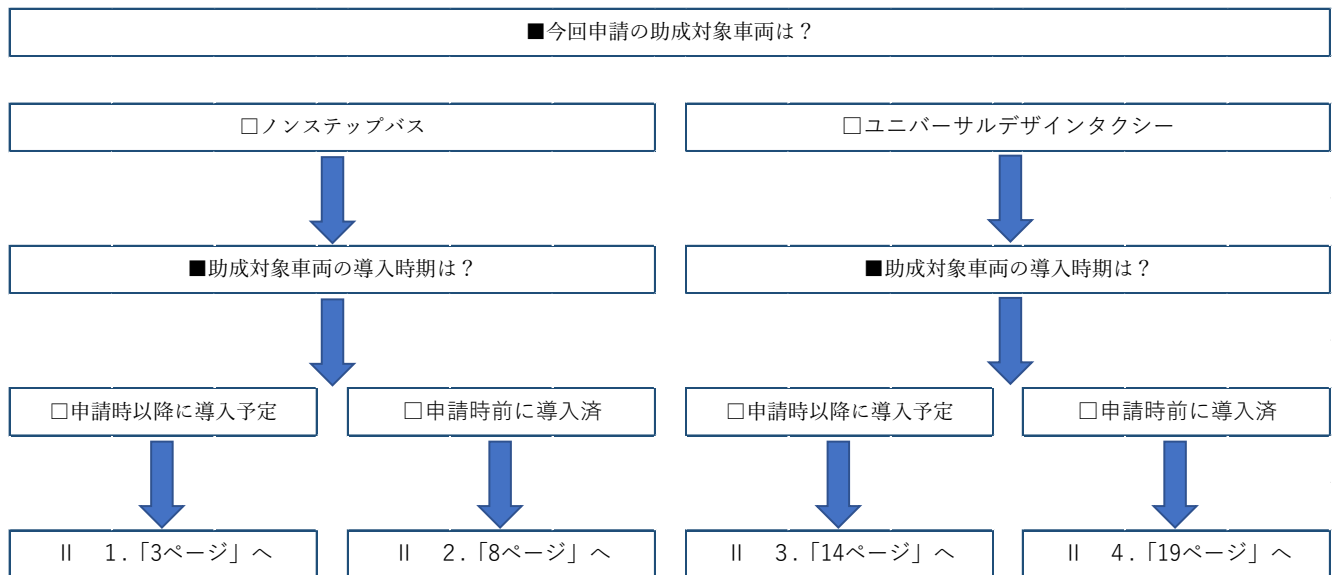 ■今回申請の助成対象車両は？
□ノンステップバス
□ユニバーサルデザインタクシー
■助成対象車両の導入時期は？
■助成対象車両の導入時期は？
□申請時以降に導入予定
□申請時前に導入済
□申請時以降に導入予定
□申請時前に導入済
Ⅱ　１．「3ページ」へ
Ⅱ　２．「8ページ」へ
Ⅱ　３．「14ページ」へ
Ⅱ　４．「19ページ」へ